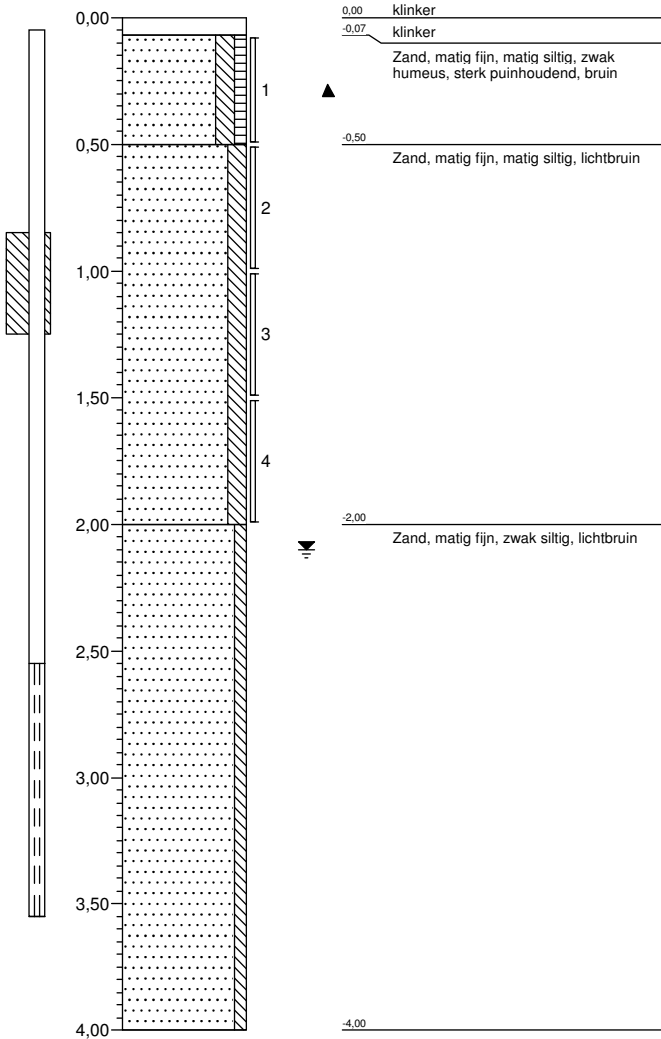 0,00
0,50
1,00
1,50
2,00
2,50
3,00
3,50
4,00
1
2
3
4
0,00 klinker
-0,07 klinker
Zand, matig fijn, matig siltig, zwak
humeus, sterk puinhoudend, bruin
-0,50
Zand, matig fijn, matig siltig, lichtbruin
-2,00
Zand, matig fijn, zwak siltig, lichtbruin
-4,00